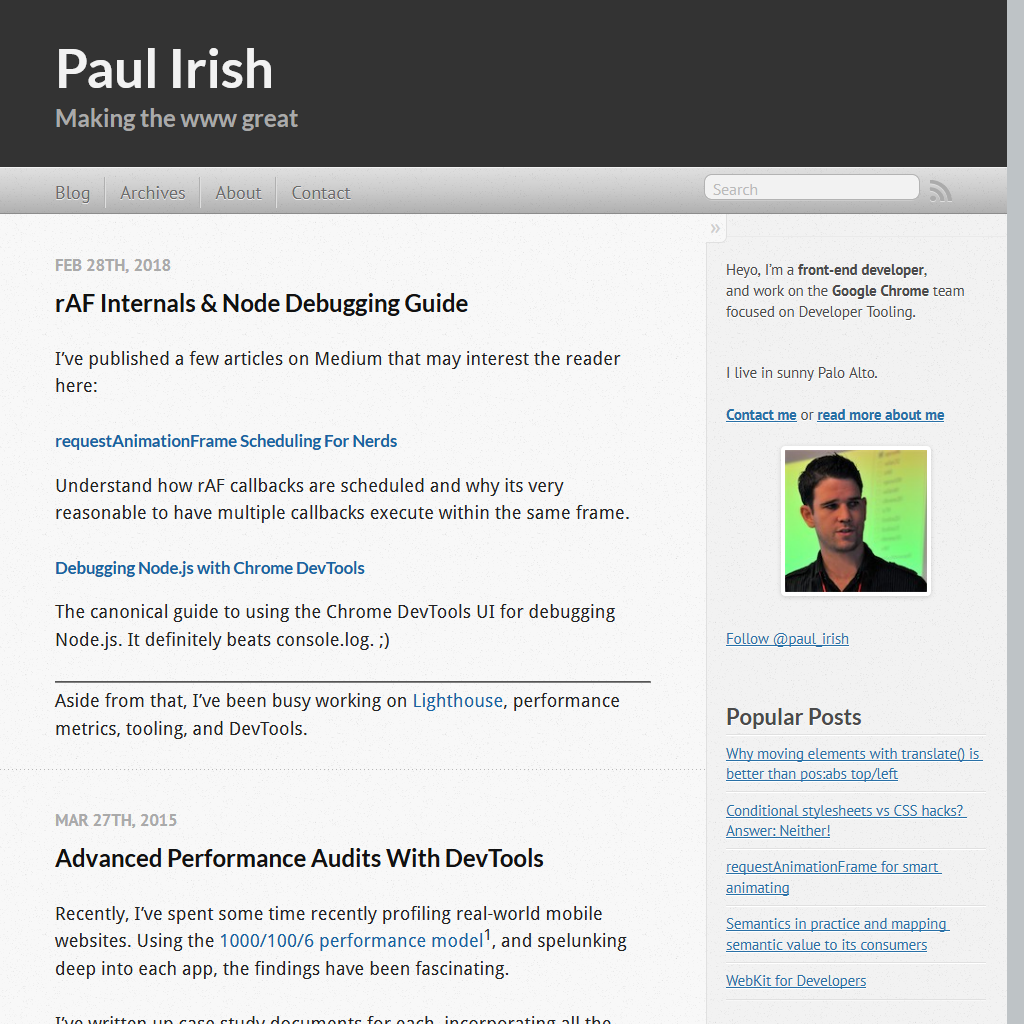 Paul Irish
Making the www great
Blog
Archives
About
Contact
Search
»
FEB 28TH, 2018
rAF Internals & Node Debugging Guide
I’ve published a few articles on Medium that may interest the reader
here:
requestAnimationFrame Scheduling For Nerds
Understand how rAF callbacks are scheduled and why its very
reasonable to have multiple callbacks execute within the same frame.
Debugging Node.js with Chrome DevTools
The canonical guide to using the Chrome DevTools UI for debugging
Node.js. It definitely beats console.log. ;)
Aside from that, I’ve been busy working on Lighthouse, performance
metrics, tooling, and DevTools.
MAR 27TH, 2015
Advanced Performance Audits With DevTools
Recently, I’ve spent some time recently profiling real-world mobile
websites. Using the 1000/100/6 performance model¹, and spelunking
deep into each app, the findings have been fascinating.
I’ve written up case study documents for each, incorporating all the
Heyo, I’m a front-end developer,
and work on the Google Chrome team
focused on Developer Tooling.
I live in sunny Palo Alto.
Contact me or read more about me
Follow @paul_irish
Popular Posts
Why moving elements with translate() is
better than pos:abs top/left
Conditional stylesheets vs CSS hacks?
Answer: Neither!
requestAnimationFrame for smart
animating
Semantics in practice and mapping
semantic value to its consumers
WebKit for Developers